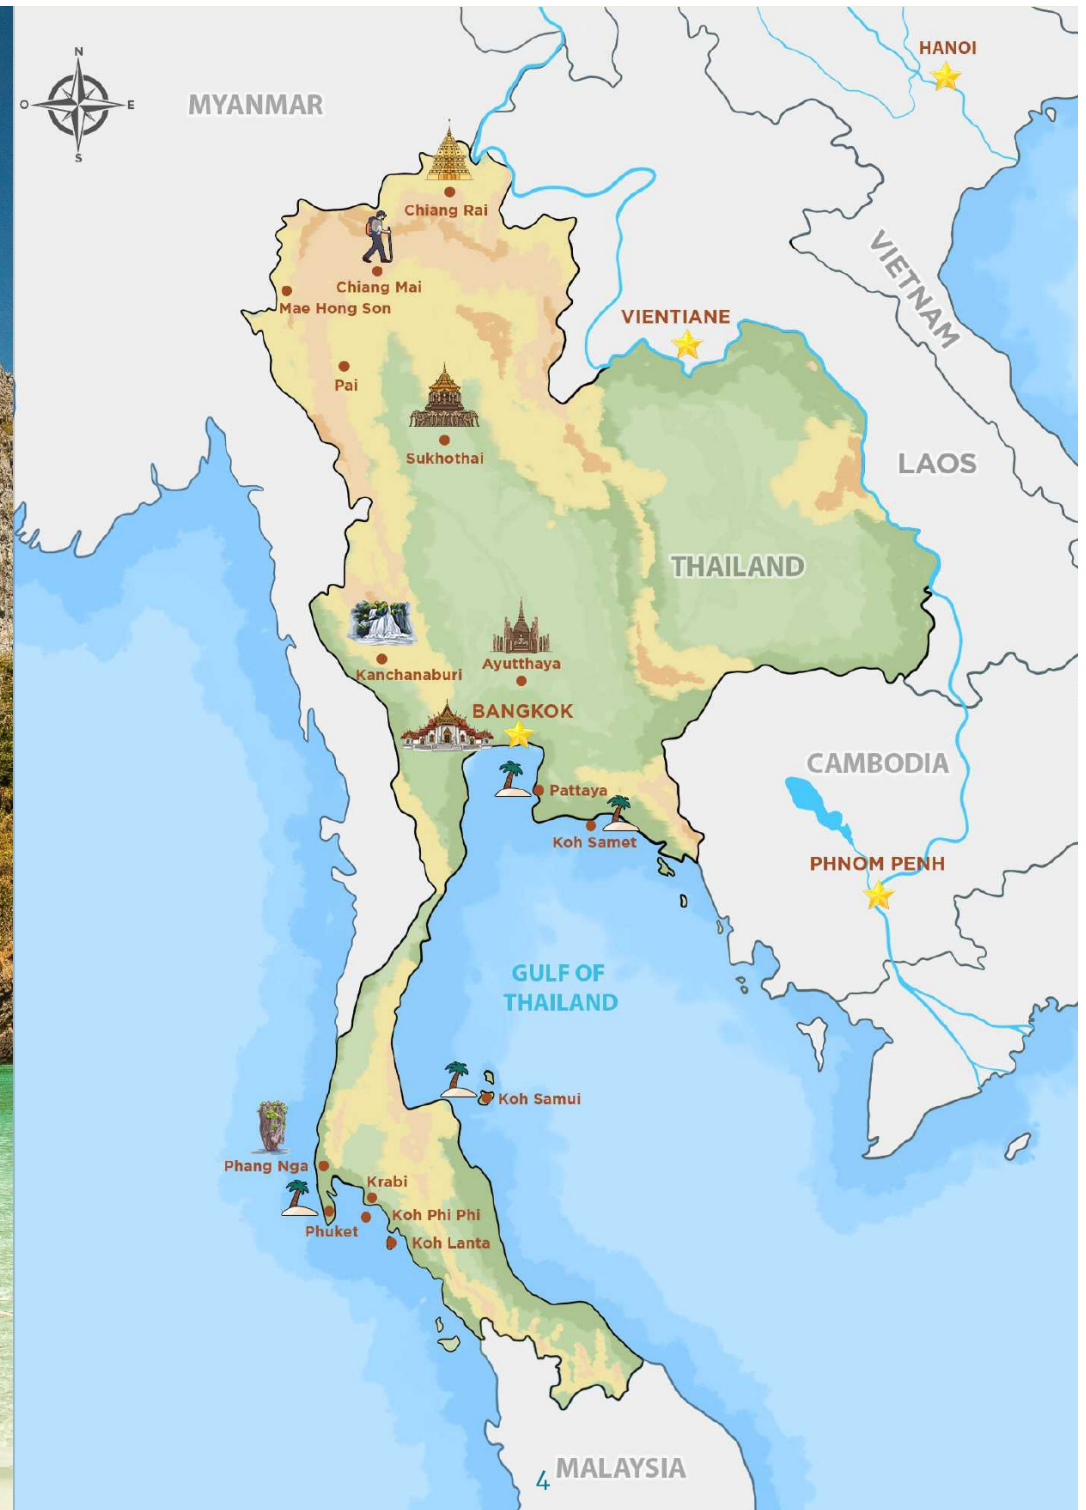 HANOI
N
O
E
S
MYANMAR
Chiang Rai
VIETNAM
Chiang Mai
Mae Hong Son
VIENTIANE
Pai
Sukhothai
LAOS
THAILAND
Ayutthaya
Kanchanaburi
BANGKOK
CAMBODIA
Pattaya
Koh Samet
PHNOM PENH
GULF OF
THAILAND
Koh Samui
Phang Nga
Krabi
Koh Phi Phi
Phuket
Koh Lanta
MALAYSIA
4